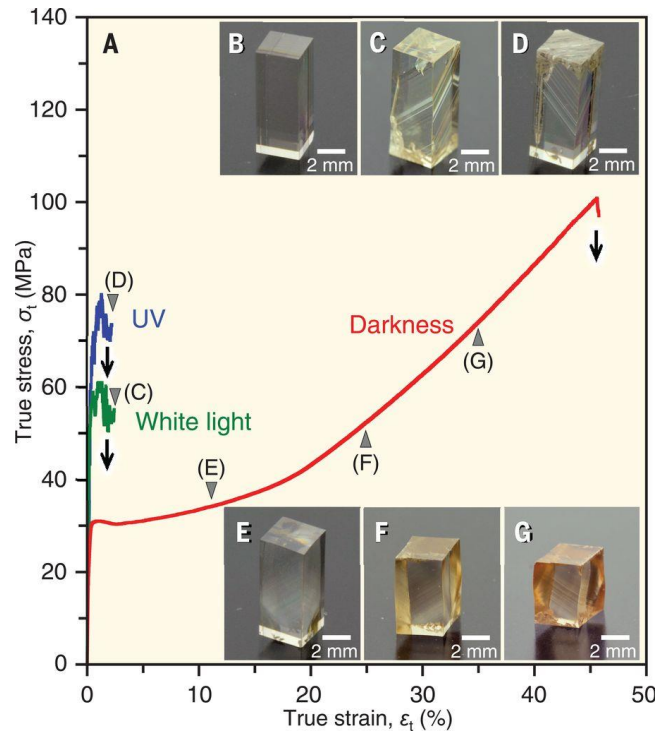 140
120
100
80
60
40
20
0
True stress, σt (MPa)
A
B
2 mm
C
2 mm
D
2 mm
(D)
UV
(C)
White light
Darkness
(G)
(F)
(E)
E
2 mm
F
2 mm
G
2 mm
0 10 20 30 40 50
True strain, εt (%)